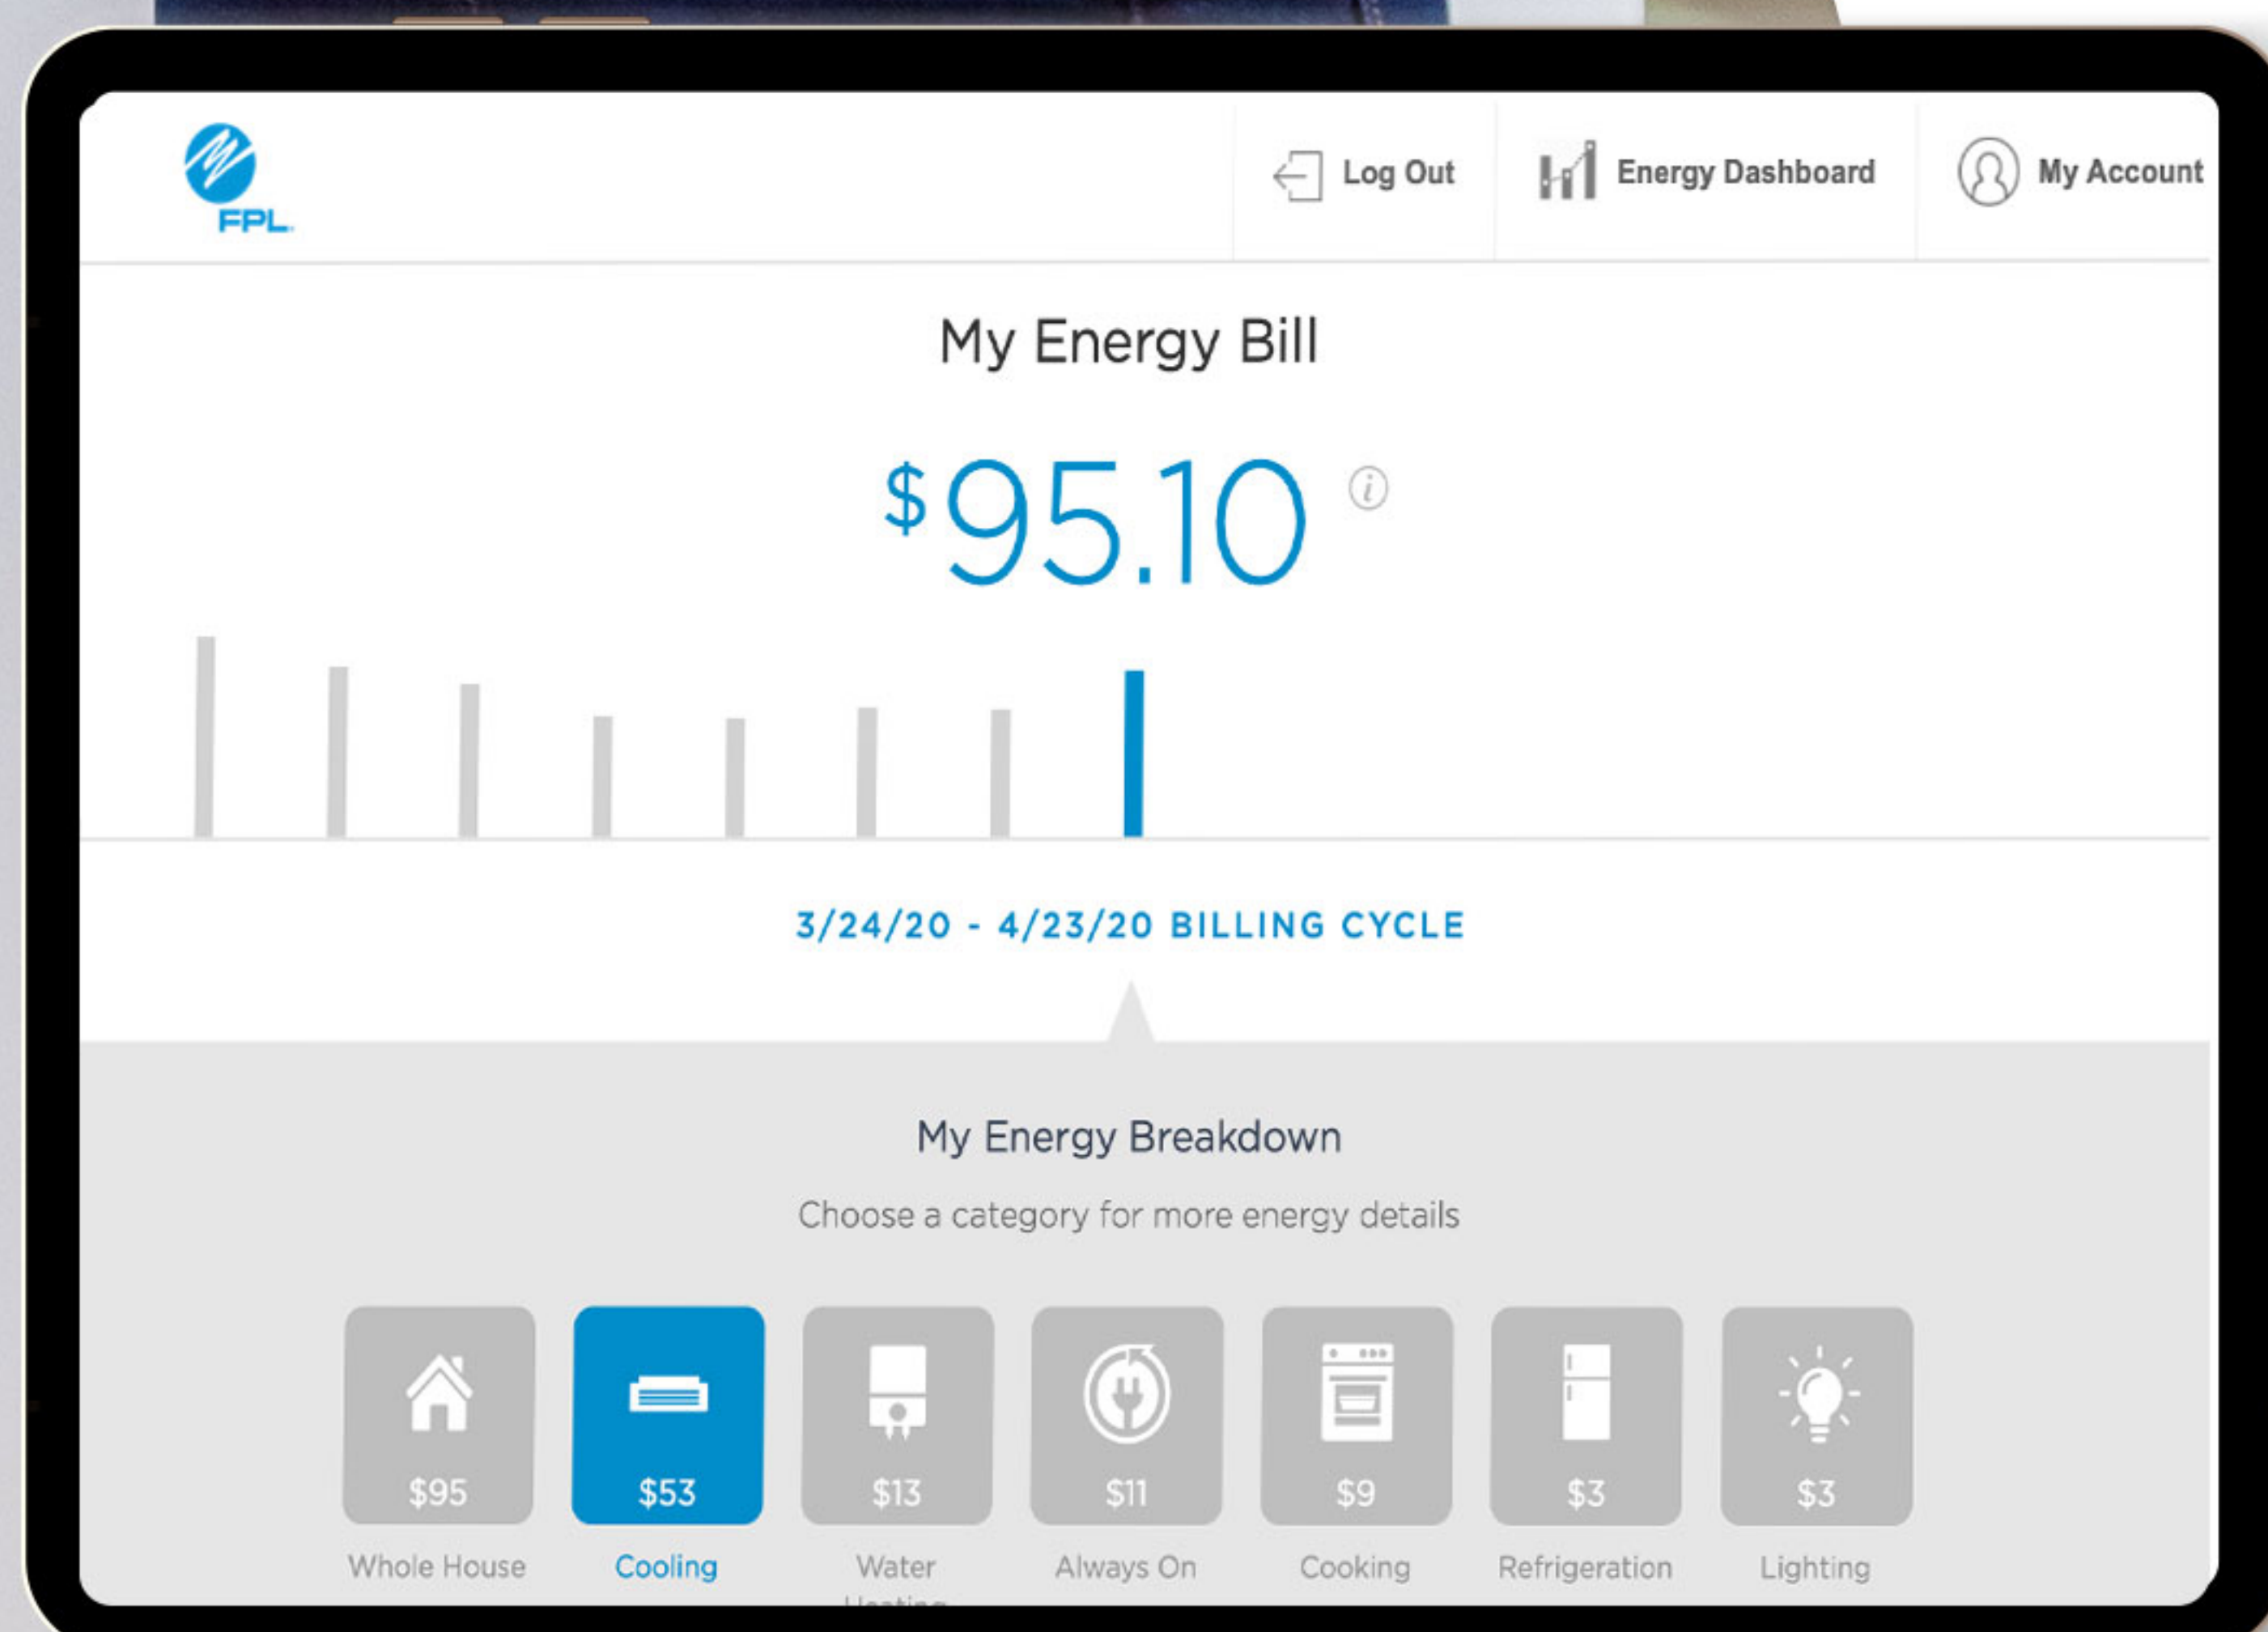 FPL.
Log Out
Energy Dashboard
My Account
My Energy Bill
$95.10 i
3/24/20 - 4/23/20 BILLING CYCLE
My Energy Breakdown
Choose a category for more energy details
$95
$53
$13
$11
$9
$3
$3
Whole House
Cooling
Water
Always On
Cooking
Refrigeration
Lighting
Heating